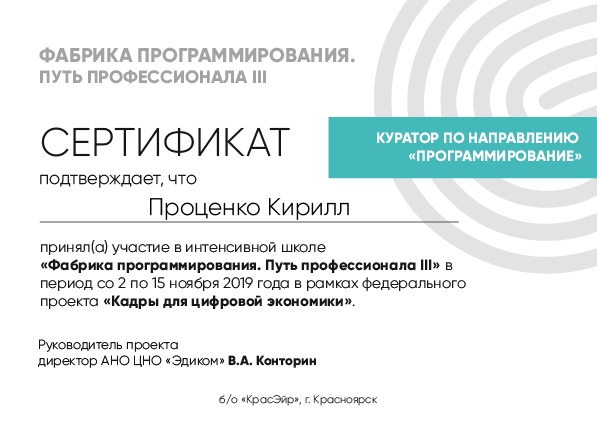 ФАБРИКА ПРОГРАММИРОВАНИЯ.
ПУТЬ ПРОФЕССИОНАЛА III
СЕРТИФИКАТ
КУРАТОР ПО НАПРАВЛЕНИЮ
«ПРОГРАММИРОВАНИЕ»
подтверждает, что
Проценко Кирилл
принял(а) участие в интенсивной школе
«Фабрика программирования. Путь профессионала III» в
период со 2 по 15 ноября 2019 года в рамках федерального
проекта «Кадры для цифровой экономики».
Руководитель проекта
директор АНО ЦНО «Эдиком» В.А. Конторин
б/о «КрасЭйр», г. Красноярск